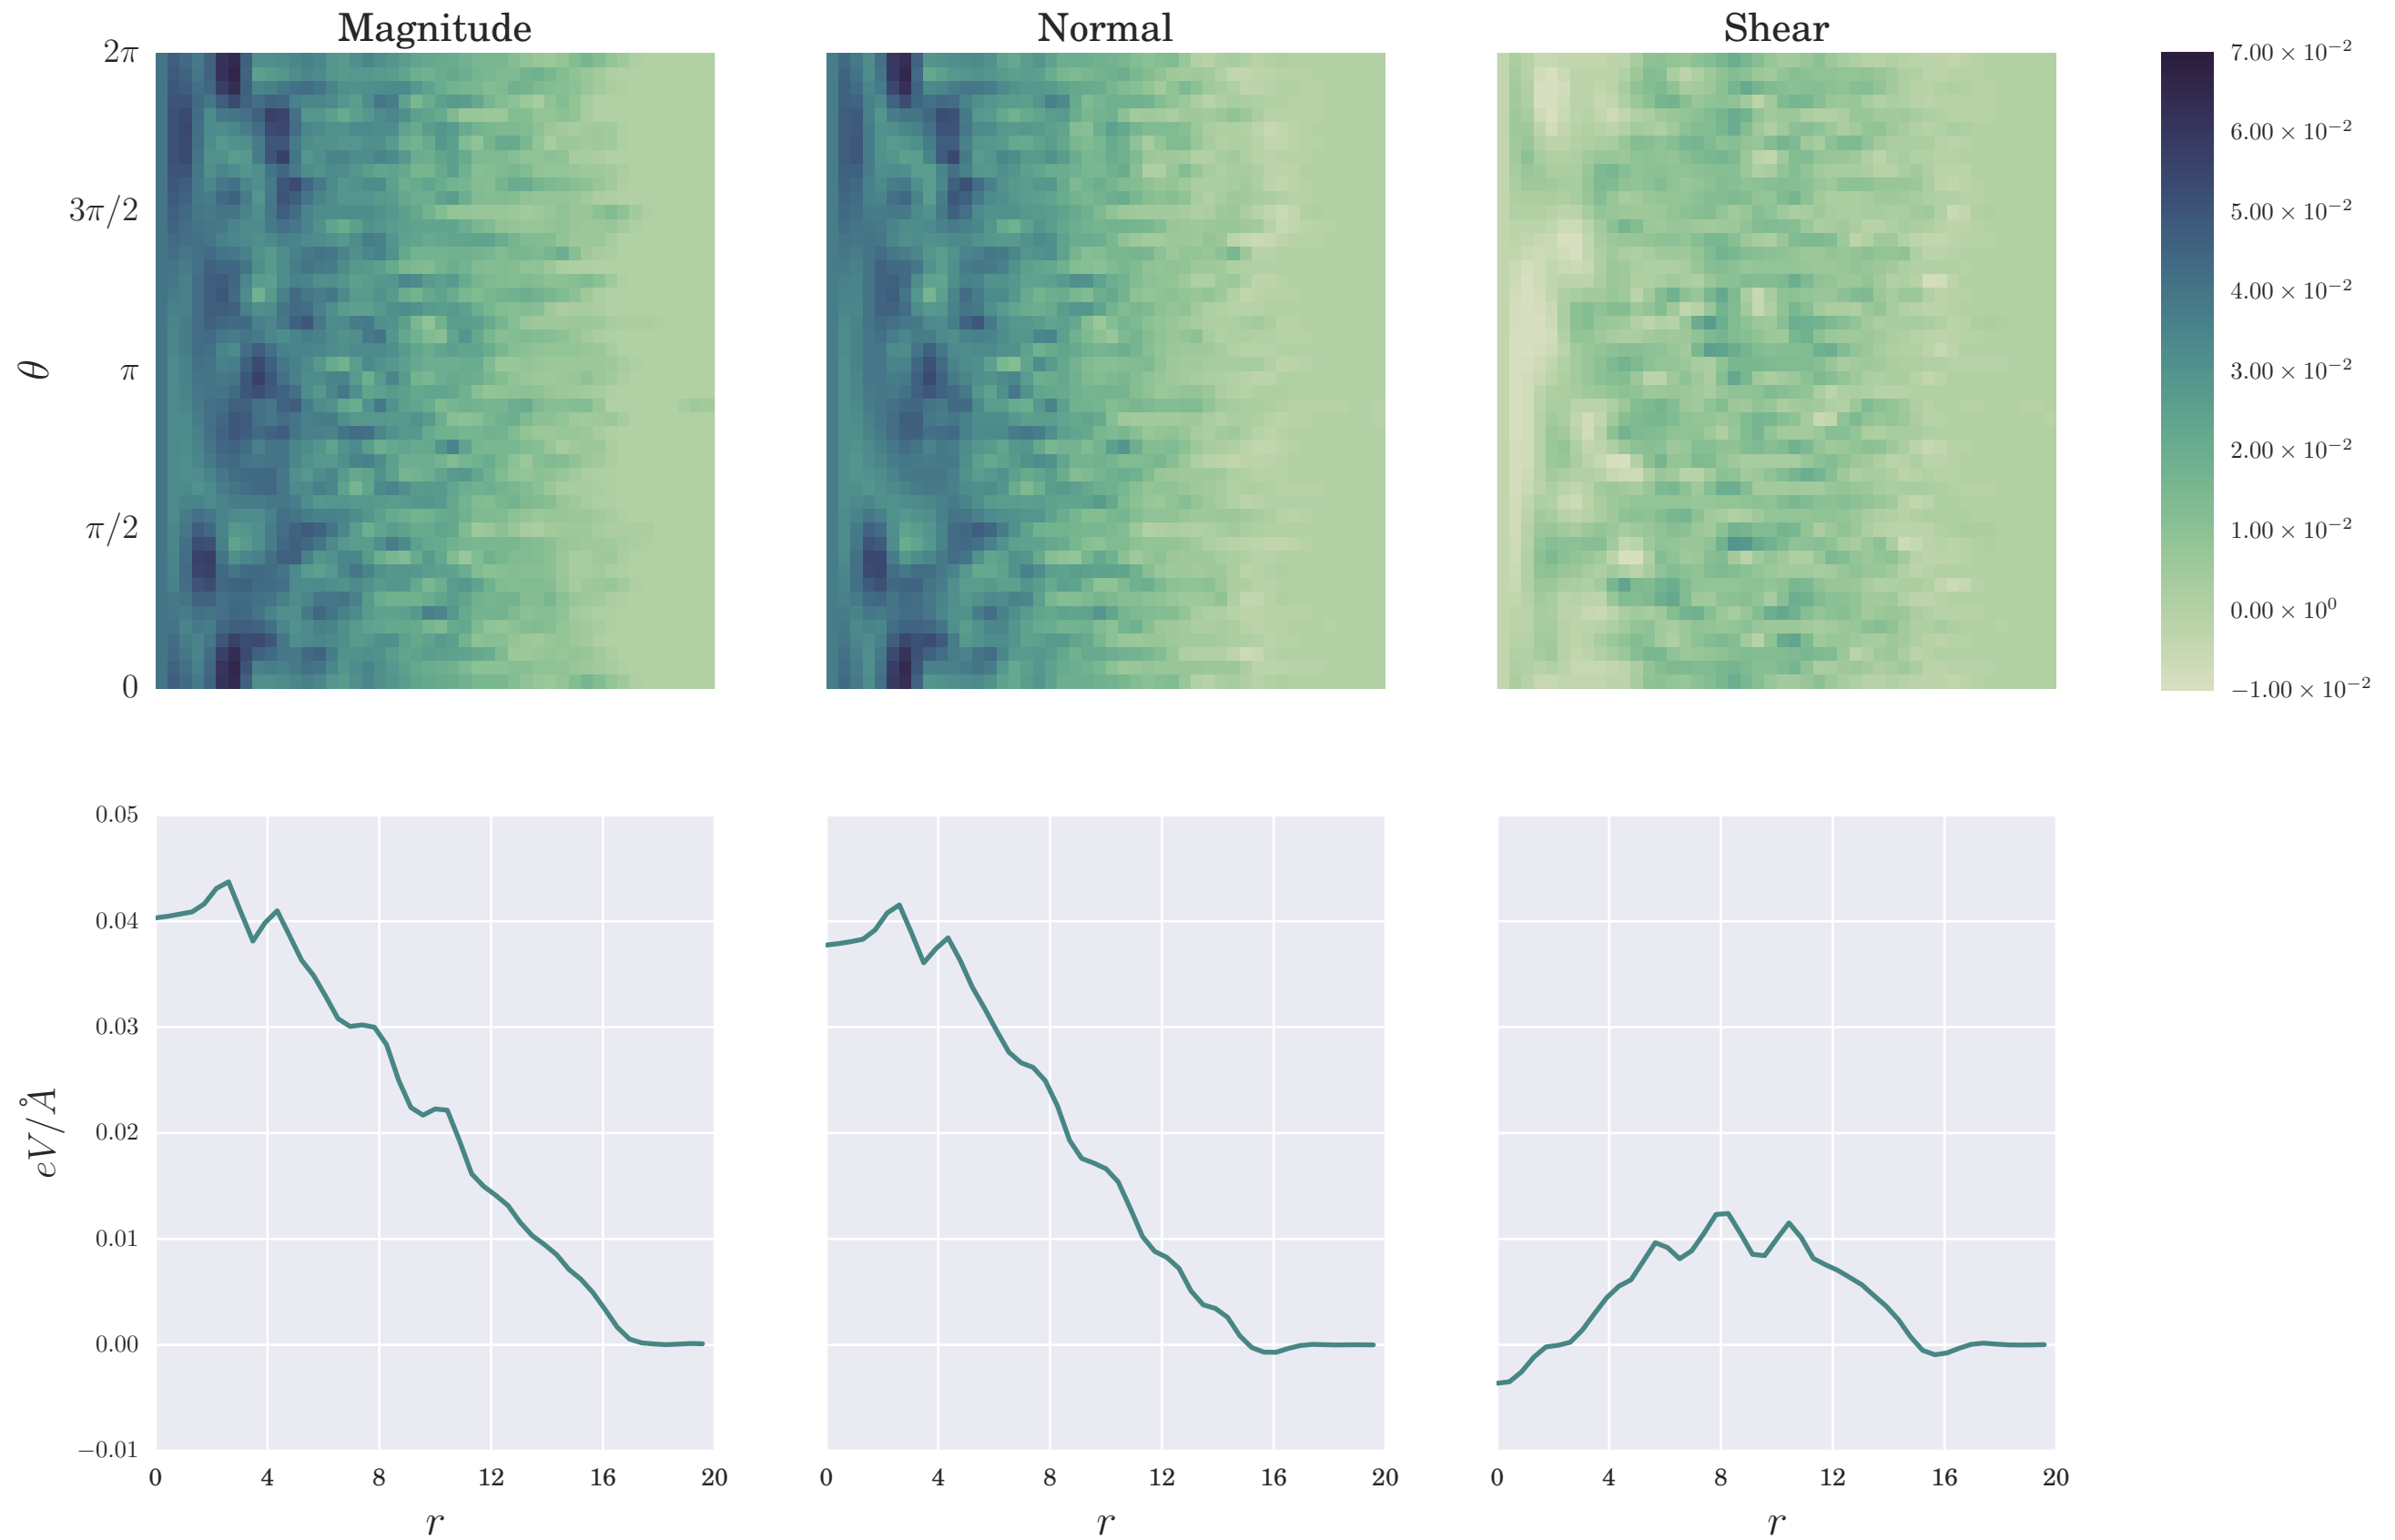 Magnitude
Normal
Shear
2π
3π/2
π
π/2
0
θ
7.00 × 10⁻²
6.00 × 10⁻²
5.00 × 10⁻²
4.00 × 10⁻²
3.00 × 10⁻²
2.00 × 10⁻²
1.00 × 10⁻²
0.00 × 10⁰
−1.00 × 10⁻²
0.05
0.04
0.03
0.02
0.01
0.00
−0.01
eV/Å
0 4 8 12 16 20
0 4 8 12 16 20
0 4 8 12 16 20
r
r
r